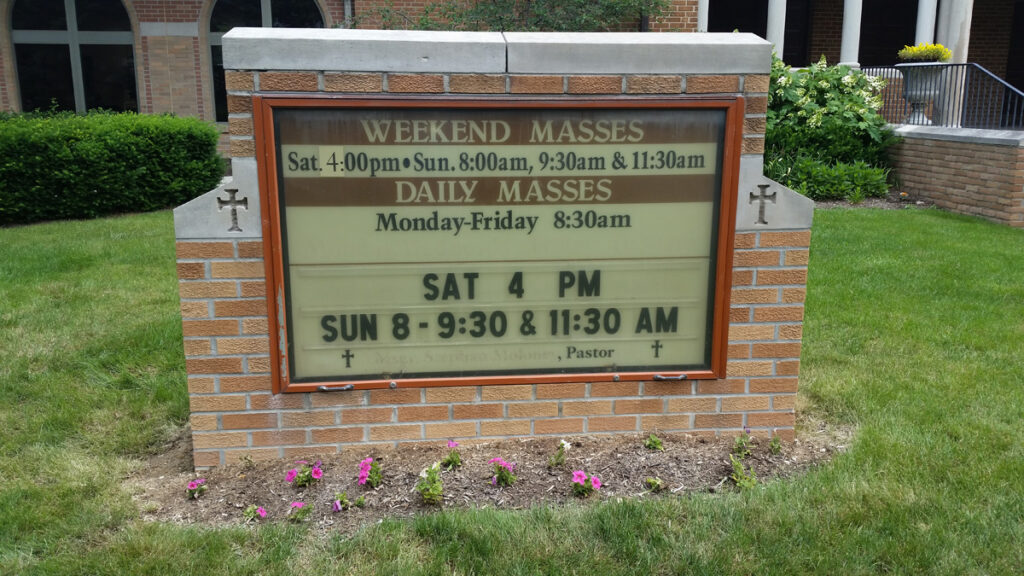 WEEKEND MASSES
Sat. 4:00pm • Sun. 8:00am, 9:30am & 11:30am
DAILY MASSES
Monday-Friday 8:30am
SAT 4 PM
SUN 8 - 9:30 & 11:30 AM
, Pastor